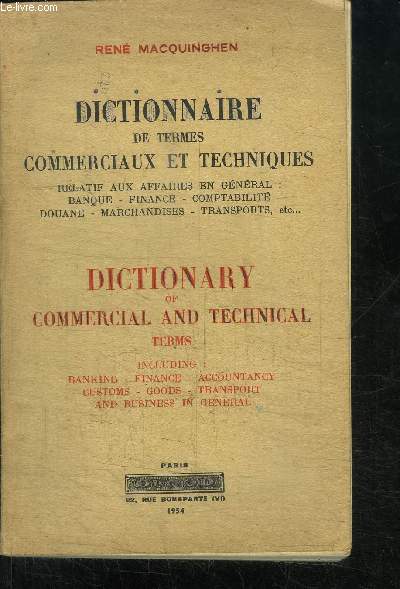 © Le-livre.com
RENÉ MACQUINGHEN
DICTIONNAIRE
DE TERMES
COMMERCIAUX ET TECHNIQUES
RELATIF AUX AFFAIRES EN GÉNÉRAL :
BANQUE - FINANCE - COMPTABILITÉ
DOUANE - MARCHANDISES - TRANSPORTS, etc...
DICTIONARY
OF
COMMERCIAL AND TECHNICAL
TERMS
INCLUDING :
BANKING - FINANCE - ACCOUNTANCY
CUSTOMS - GOODS - TRANSPORT
AND BUSINESS IN GENERAL
PARIS
92, RUE BONAPARTE (VI)
1954